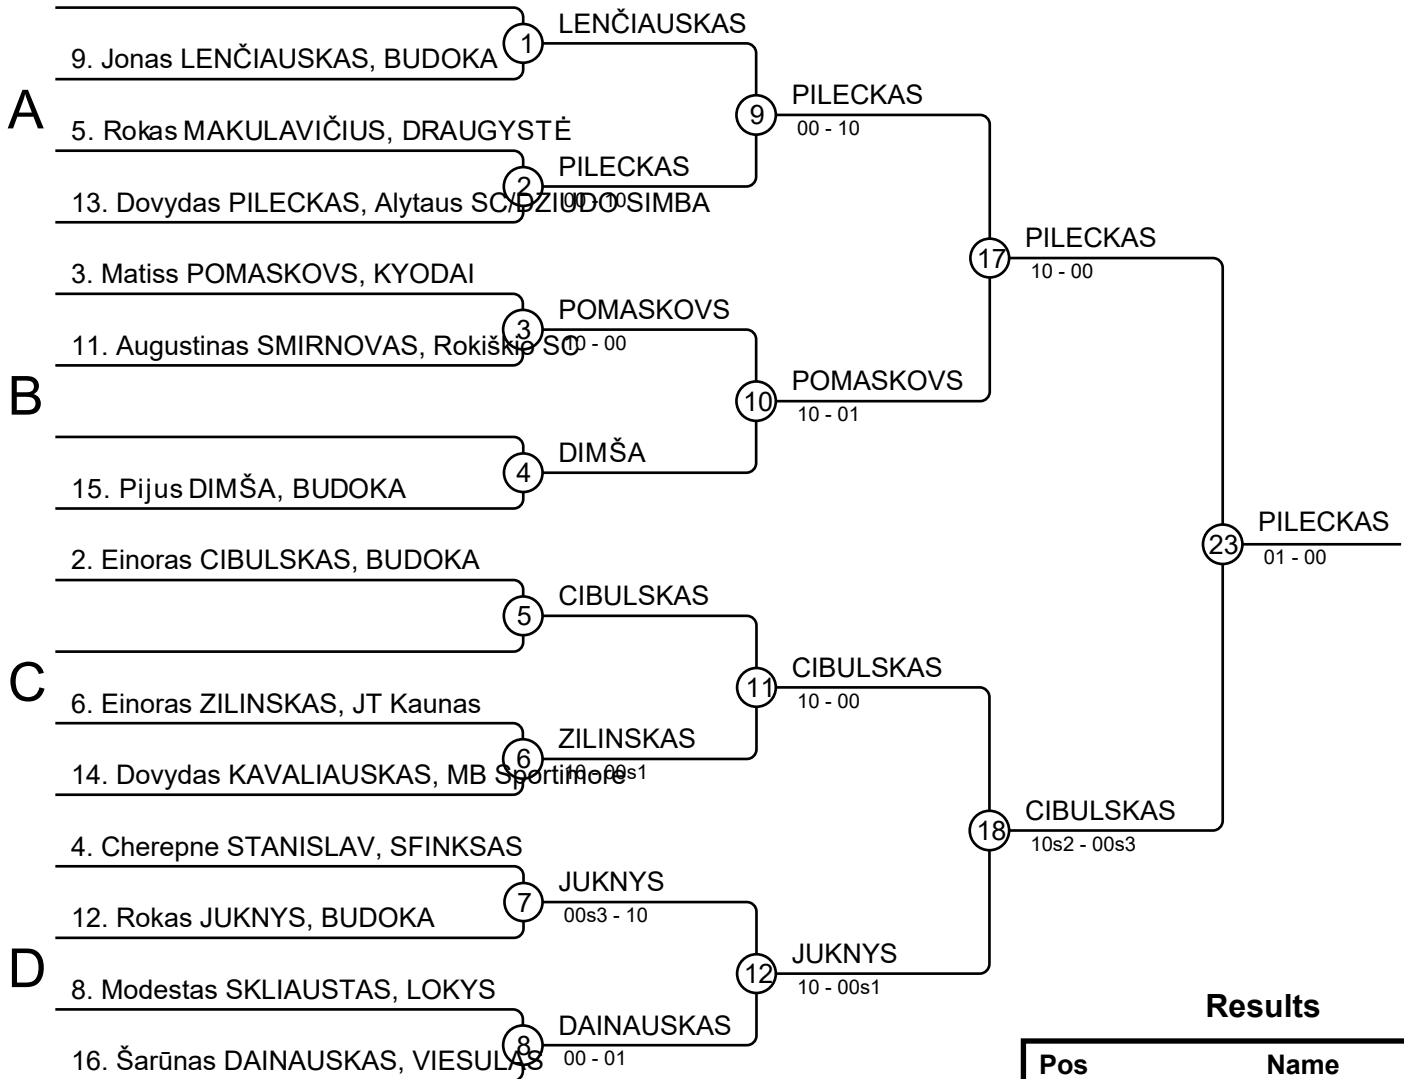 LENČIAUSKAS
1
9. Jonas LENČIAUSKAS, BUDOKA
PILECKAS
A
9
00 - 10
5. Rokas MAKULAVIČIUS, DRAUGYSTĖ
PILECKAS
2
00 - 10
13. Dovydas PILECKAS, Alytaus SC/DZIUDO SIMBA
PILECKAS
17
10 - 00
3. Matiss POMASKOVS, KYODAI
POMASKOVS
3
10 - 00
11. Augustinas SMIRNOVAS, Rokiškio SC
POMASKOVS
B
10
10 - 01
DIMŠA
4
15. Pijus DIMŠA, BUDOKA
PILECKAS
23
01 - 00
2. Einoras CIBULSKAS, BUDOKA
CIBULSKAS
5
CIBULSKAS
C
11
10 - 00
6. Einoras ZILINSKAS, JT Kaunas
ZILINSKAS
6
10 - 00s1
14. Dovydas KAVALIAUSKAS, MB Sportimore
CIBULSKAS
18
10s2 - 00s3
4. Cherepne STANISLAV, SFINKSAS
JUKNYS
7
00s3 - 10
12. Rokas JUKNYS, BUDOKA
JUKNYS
D
12
10 - 00s1
8. Modestas SKLIAUSTAS, LOKYS
DAINAUSKAS
8
00 - 01
16. Šarūnas DAINAUSKAS, VIESULAS
Results
Pos Name